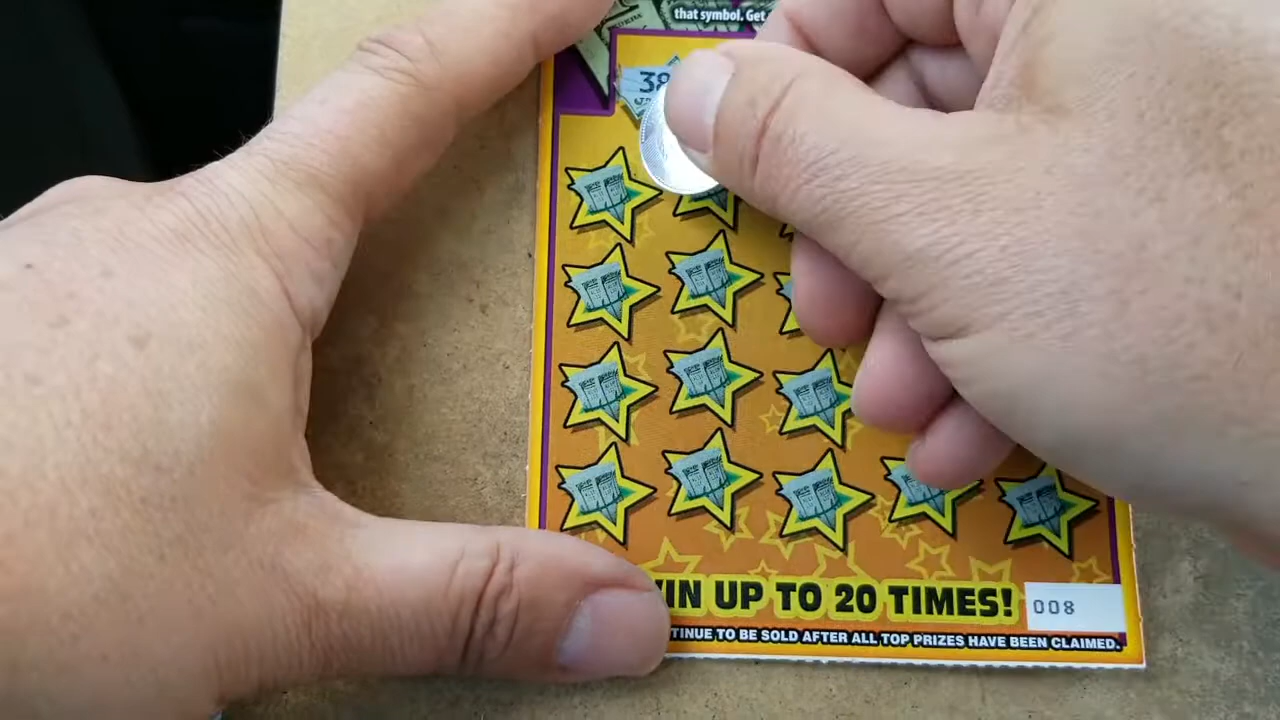 that symbol. Get
38
WIN UP TO 20 TIMES!
008
TINUE TO BE SOLD AFTER ALL TOP PRIZES HAVE BEEN CLAIMED.